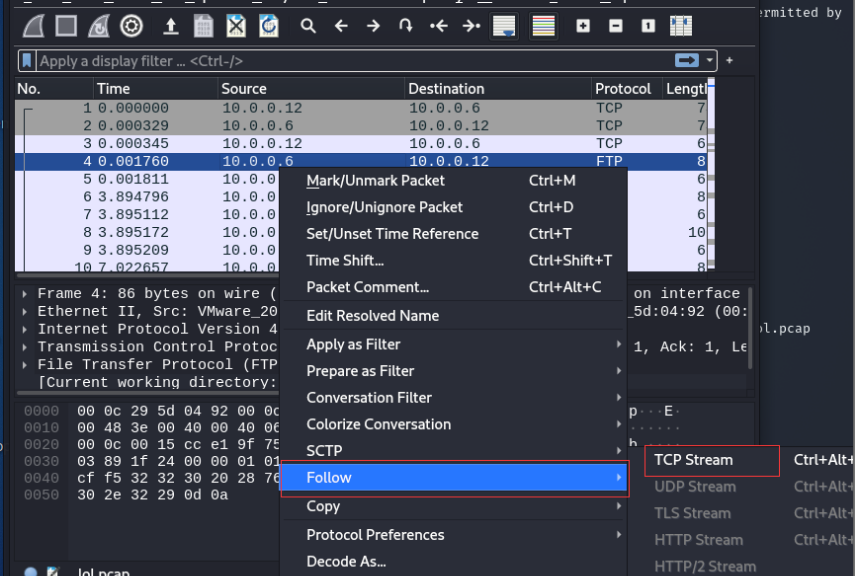 ermitted by
1
Apply a display filter ... <Ctrl-/>
+
No. Time Source Destination Protocol Length
1 0.000000 10.0.0.12 10.0.0.6 TCP 7
2 0.000329 10.0.0.6 10.0.0.12 TCP 7
3 0.000345 10.0.0.12 10.0.0.6 TCP 6
4 0.001760 10.0.0.6 10.0.0.12 FTP 8
5 0.001811 10.0.0 6
6 3.894796 10.0.0 8
7 3.895112 10.0.0 6
8 3.895172 10.0.0 10
9 3.895209 10.0.0 6
10 7.022657 10.0.0 8
Mark/Unmark Packet Ctrl+M
Ignore/Unignore Packet Ctrl+D
Set/Unset Time Reference Ctrl+T
Time Shift... Ctrl+Shift+T
Packet Comment... Ctrl+Alt+C
Edit Resolved Name
Apply as Filter
Prepare as Filter
Conversation Filter
Colorize Conversation
SCTP
Follow
Copy
Protocol Preferences
Decode As...
Frame 4: 86 bytes on wire ( on interface
Ethernet II, Src: VMware_20 _5d:04:92 (00:
Internet Protocol Version 4
Transmission Control Protoc 1, Ack: 1, Le
File Transfer Protocol (FTP
[Current working directory:
ol.pcap
0000 00 0c 29 5d 04 92 00 0c p···E·
0010 00 48 3e 00 40 00 40 06 ······
0020 00 0c 00 15 cc e1 9f 75
0030 03 89 1f 24 00 00 01 01
0040 cf f5 32 32 30 20 28 76
0050 30 2e 32 29 0d 0a
TCP Stream Ctrl+Alt+
UDP Stream Ctrl+Alt+
TLS Stream Ctrl+Alt+
HTTP Stream Ctrl+Alt+
HTTP/2 Stream
lol.pcap